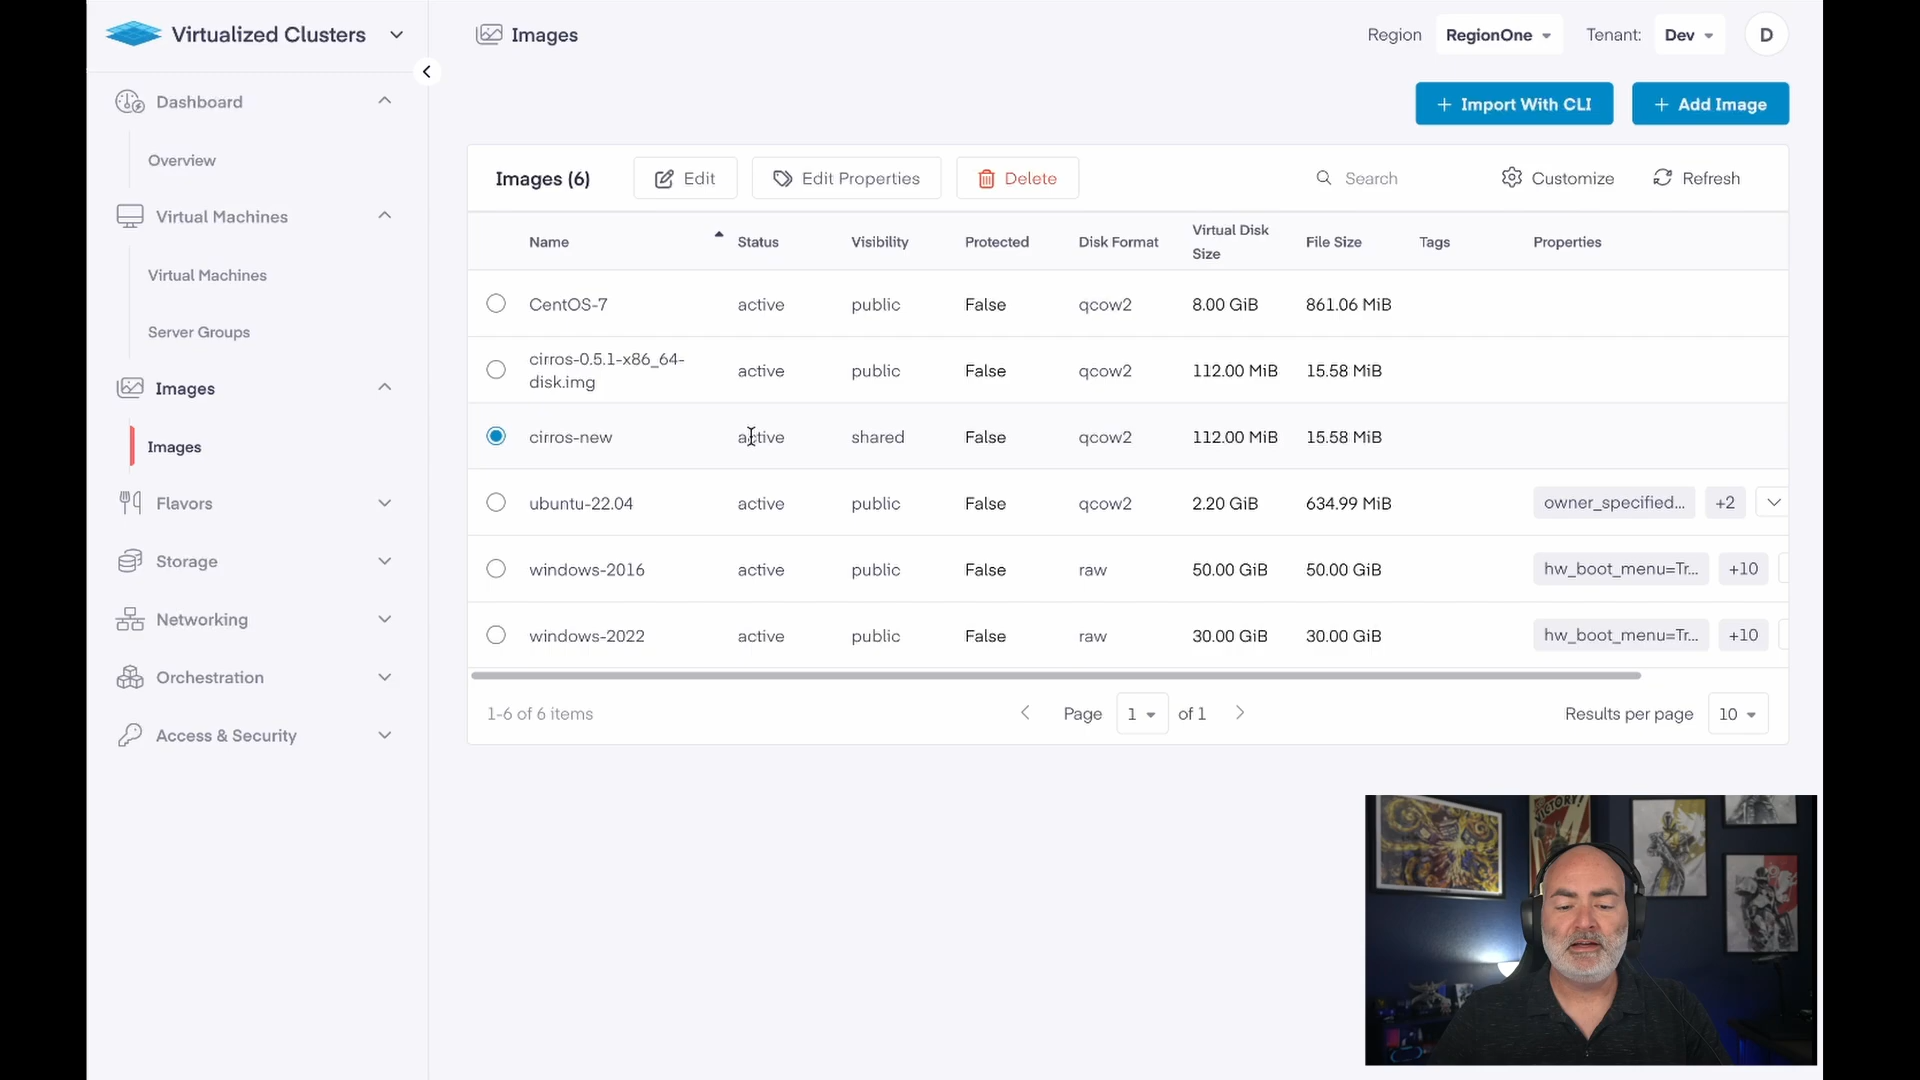 Virtualized Clusters
Images
Region
RegionOne
Tenant:
Dev
D
Dashboard
Overview
Virtual Machines
Virtual Machines
Server Groups
Images
Images
Flavors
Storage
Networking
Orchestration
Access & Security
+ Import With CLI
+ Add Image
Images (6)
Edit
Edit Properties
Delete
Search
Customize
Refresh
Name
Status
Visibility
Protected
Disk Format
Virtual Disk
Size
File Size
Tags
Properties
CentOS-7 active public False qcow2 8.00 GiB 861.06 MiB
cirros-0.5.1-x86_64-
disk.img
active public False qcow2 112.00 MiB 15.58 MiB
cirros-new active shared False qcow2 112.00 MiB 15.58 MiB
ubuntu-22.04 active public False qcow2 2.20 GiB 634.99 MiB owner_specified... +2
windows-2016 active public False raw 50.00 GiB 50.00 GiB hw_boot_menu=Tr... +10
windows-2022 active public False raw 30.00 GiB 30.00 GiB hw_boot_menu=Tr... +10
1-6 of 6 items
Page 1 of 1
Results per page 10
VICTORY!